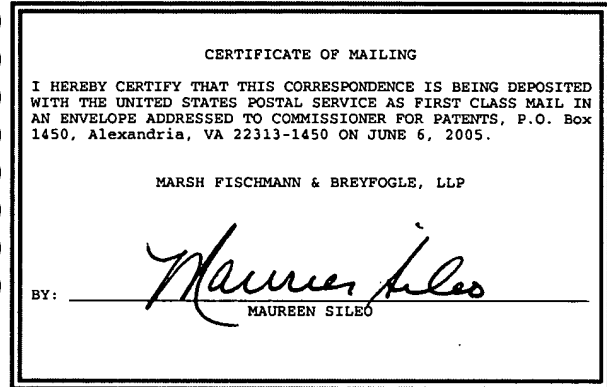 CERTIFICATE OF MAILING
I HEREBY CERTIFY THAT THIS CORRESPONDENCE IS BEING DEPOSITED
WITH THE UNITED STATES POSTAL SERVICE AS FIRST CLASS MAIL IN
AN ENVELOPE ADDRESSED TO COMMISSIONER FOR PATENTS, P.O. Box
1450, Alexandria, VA 22313-1450 ON JUNE 6, 2005.
MARSH FISCHMANN & BREYFOGLE, LLP
Maureen Sileo
BY:
MAUREEN SILEO